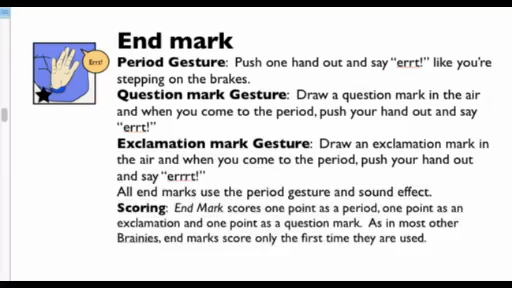 End mark
Errt!
Period Gesture: Push one hand out and say "errt!" like you're
stepping on the brakes.
Question mark Gesture: Draw a question mark in the air
and when you come to the period, push your hand out and say
"errt!"
Exclamation mark Gesture: Draw an exclamation mark in
the air and when you come to the period, push your hand out
and say "errrt!"
All end marks use the period gesture and sound effect.
Scoring: End Mark scores one point as a period, one point as an
exclamation and one point as a question mark. As in most other
Brainies, end marks score only the first time they are used.